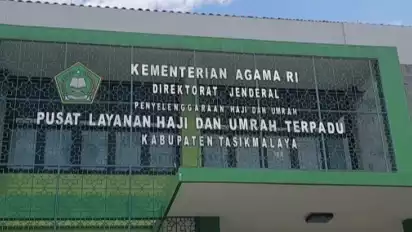 KEMENTERIAN AGAMA RI
DIREKTORAT JENDERAL
PENYELENGGARAAN HAJI DAN UMRAH
PUSAT LAYANAN HAJI DAN UMRAH TERPADU
KABUPATEN TASIKMALAYA